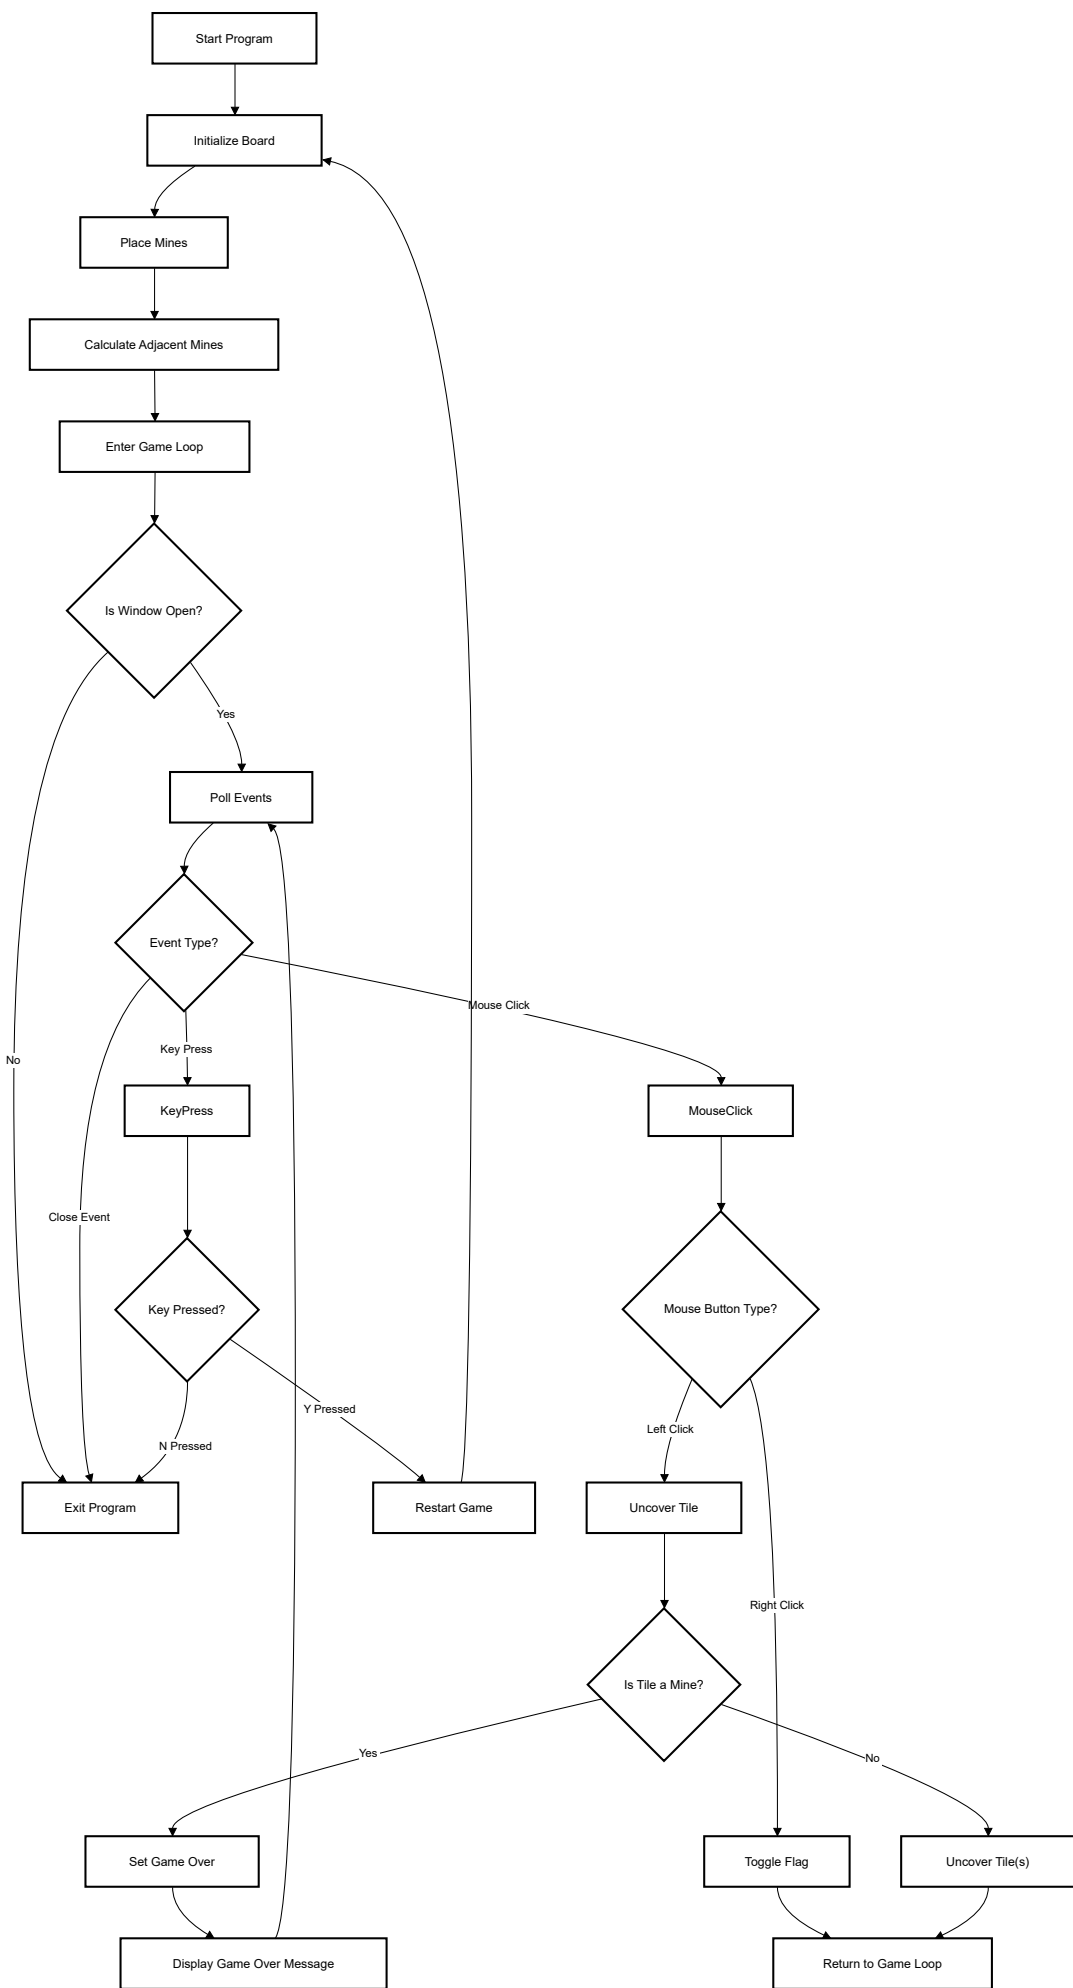 Start Program
Initialize Board
Place Mines
Calculate Adjacent Mines
Enter Game Loop
Is Window Open?
Yes
Poll Events
Event Type?
Mouse Click
Key Press
No
KeyPress
MouseClick
Close Event
Key Pressed?
Mouse Button Type?
Y Pressed
Left Click
N Pressed
Exit Program
Restart Game
Uncover Tile
Right Click
Is Tile a Mine?
Yes
No
Set Game Over
Toggle Flag
Uncover Tile(s)
Display Game Over Message
Return to Game Loop